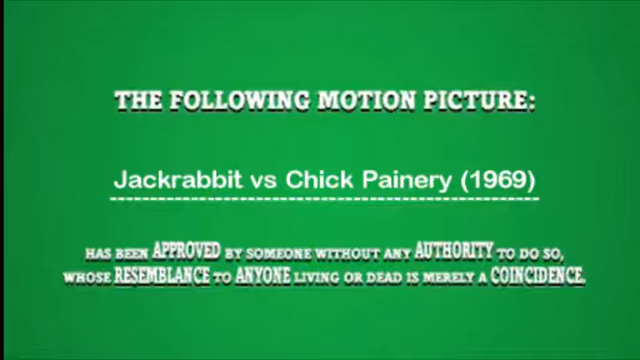 THE FOLLOWING MOTION PICTURE:
Jackrabbit vs Chick Painery (1969)
HAS BEEN APPROVED BY SOMEONE WITHOUT ANY AUTHORITY TO DO SO,
WHOSE RESEMBLANCE TO ANYONE LIVING OR DEAD IS MERELY A COINCIDENCE.